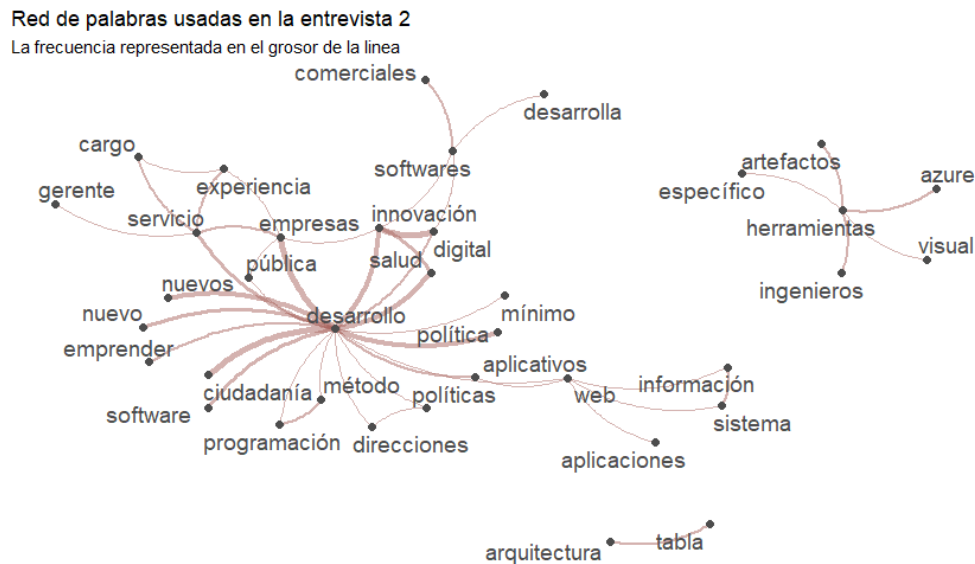 Red de palabras usadas en la entrevista 2
La frecuencia representada en el grosor de la linea
comerciales
desarrolla
cargo
softwares
artefactos
azure
experiencia
específico
gerente
servicio
empresas
innovación
herramientas
digital
visual
salud
pública
nuevos
ingenieros
nuevo
desarrollo
mínimo
política
emprender
aplicativos
ciudadanía
método
políticas
web
información
software
programación
direcciones
sistema
aplicaciones
arquitectura
tabla